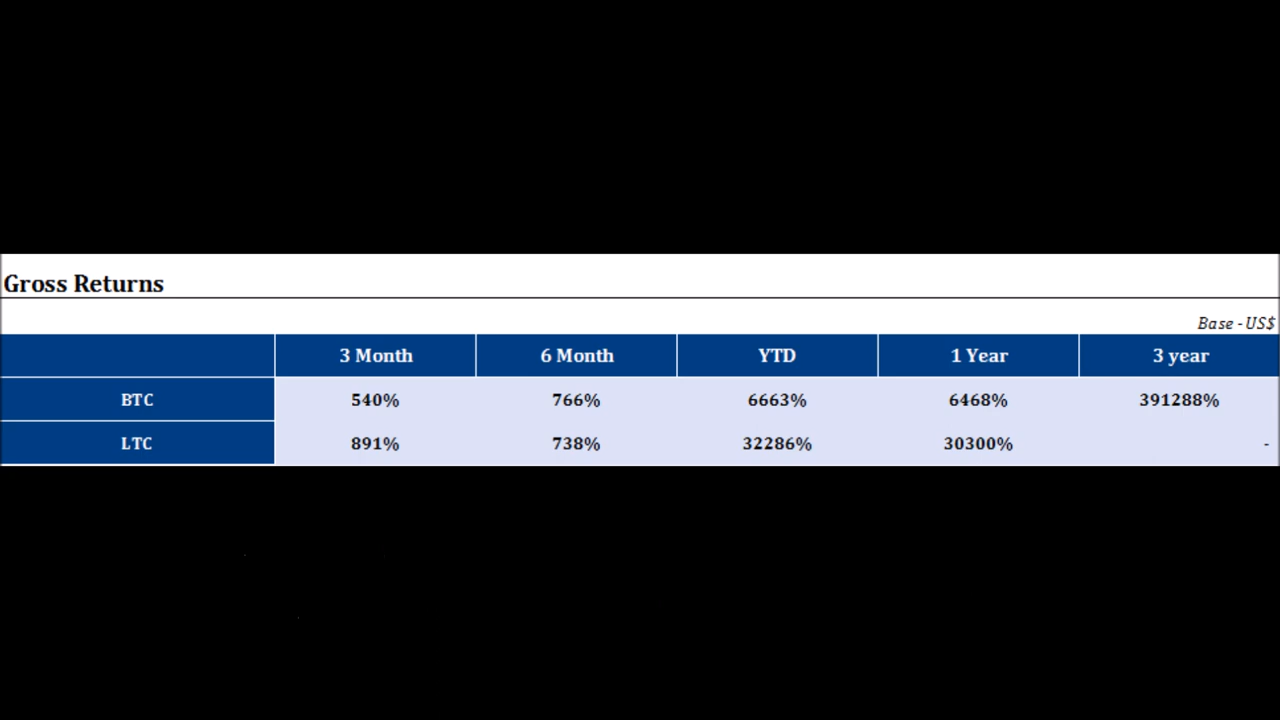 Gross Returns
Base - US$
3 Month 6 Month YTD 1 Year 3 year
BTC 540% 766% 6663% 6468% 391288%
LTC 891% 738% 32286% 30300% -